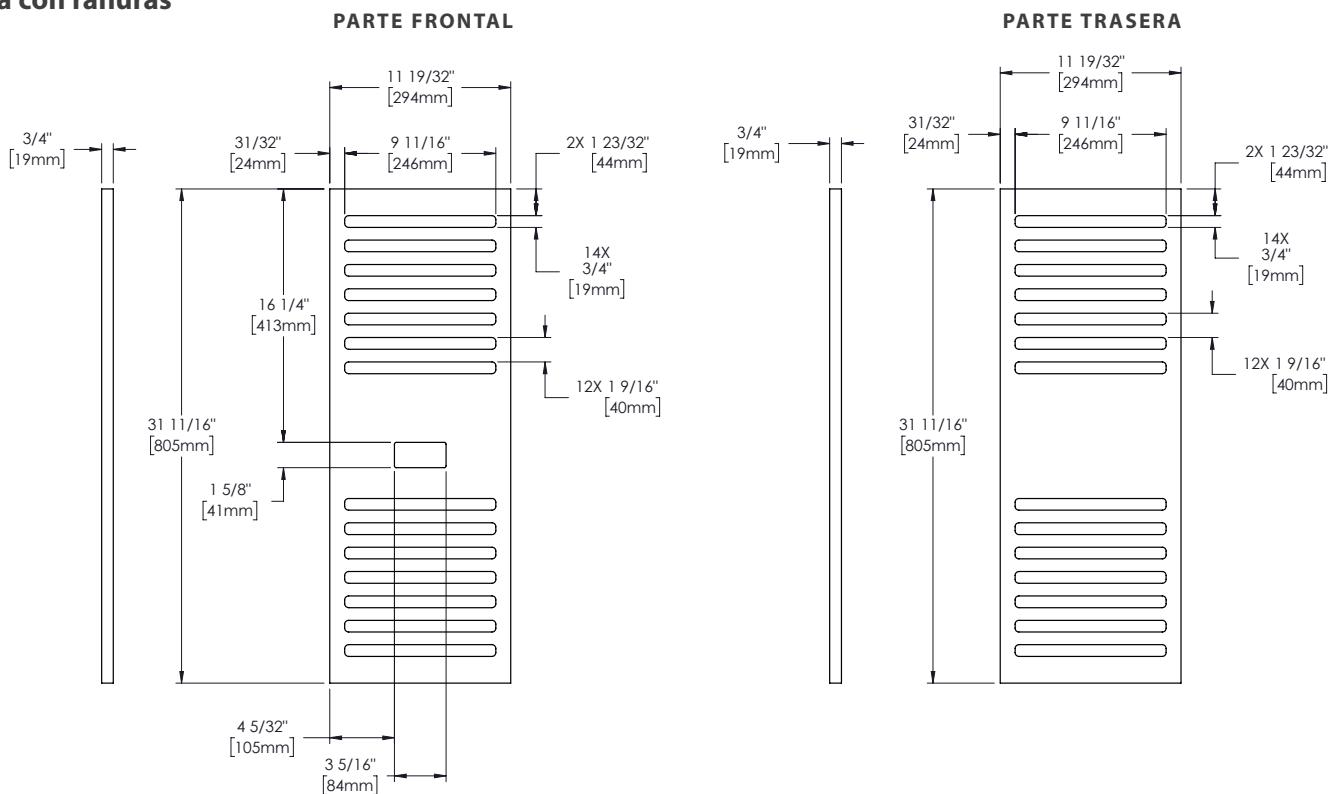 a con ranuras
PARTE FRONTAL
11 19/32"
[294mm]
3/4"
[19mm]
31/32"
[24mm]
9 11/16"
[246mm]
2X 1 23/32"
[44mm]
14X
3/4"
[19mm]
16 1/4"
[413mm]
12X 1 9/16"
[40mm]
31 11/16"
[805mm]
1 5/8"
[41mm]
4 5/32"
[105mm]
3 5/16"
[84mm]
PARTE TRASERA
11 19/32"
[294mm]
3/4"
[19mm]
31/32"
[24mm]
9 11/16"
[246mm]
2X 1 23/32"
[44mm]
14X
3/4"
[19mm]
12X 1 9/16"
[40mm]
31 11/16"
[805mm]